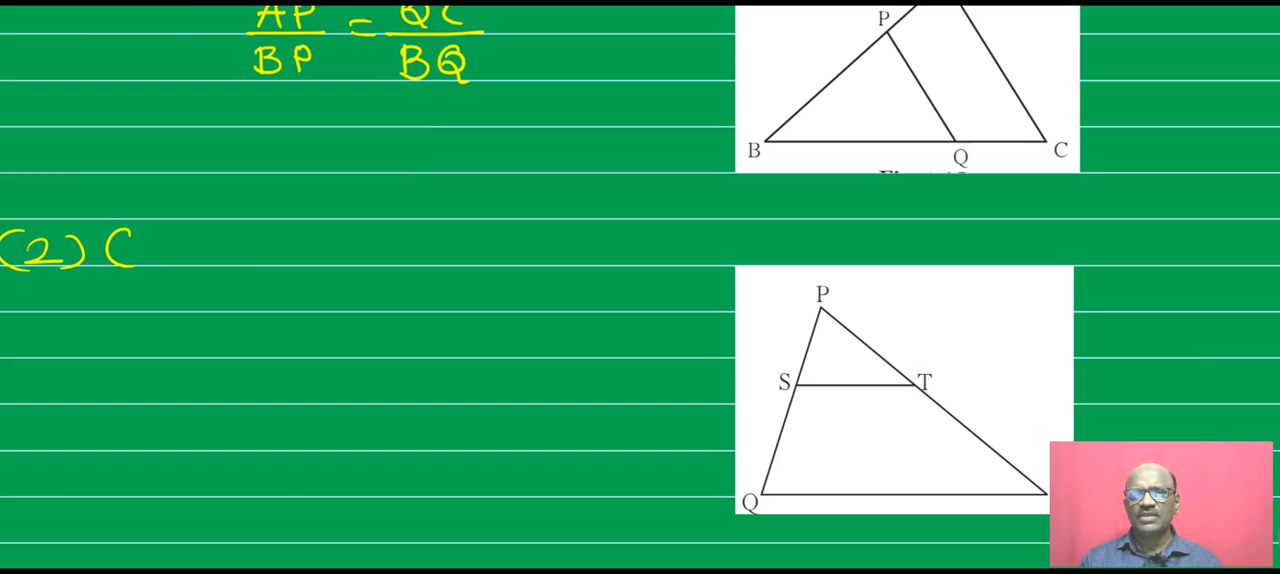 AP = QC
BP BQ
P
B Q C
(2) C
P
S T
Q